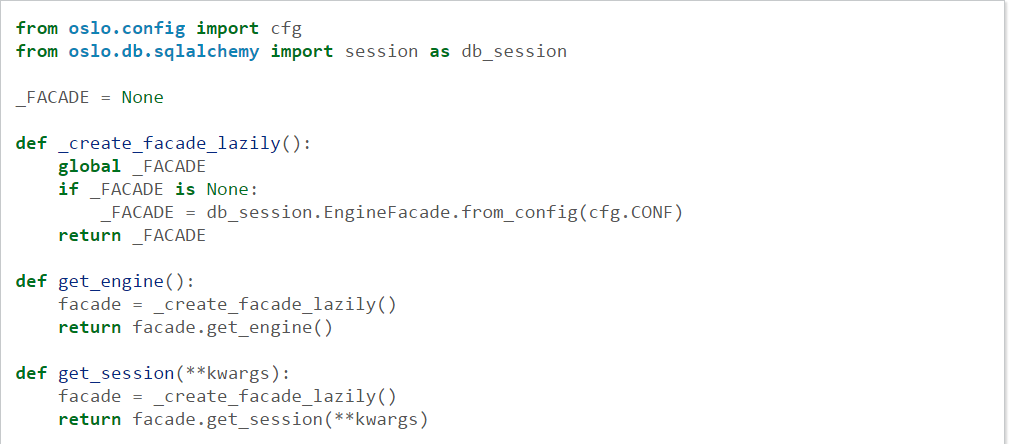 from oslo.config import cfg
from oslo.db.sqlalchemy import session as db_session
_FACADE = None
def _create_facade_lazily():
    global _FACADE
    if _FACADE is None:
        _FACADE = db_session.EngineFacade.from_config(cfg.CONF)
    return _FACADE
def get_engine():
    facade = _create_facade_lazily()
    return facade.get_engine()
def get_session(**kwargs):
    facade = _create_facade_lazily()
    return facade.get_session(**kwargs)